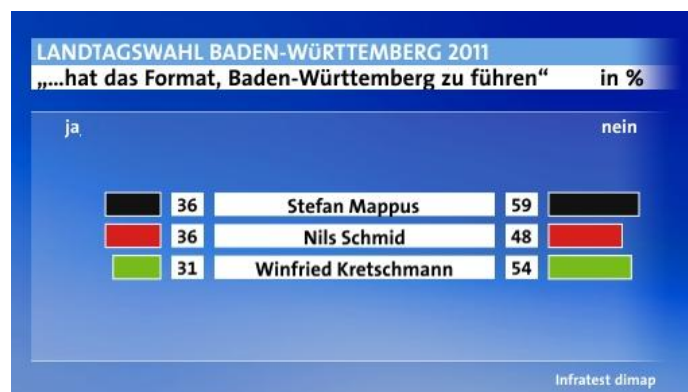 LANDTAGSWAHL BADEN-WüRTTEMBERG 2011
„...hat das Format, Baden-Württemberg zu führen“ in %
ja nein
36 Stefan Mappus 59
36 Nils Schmid 48
31 Winfried Kretschmann 54
Infratest dimap